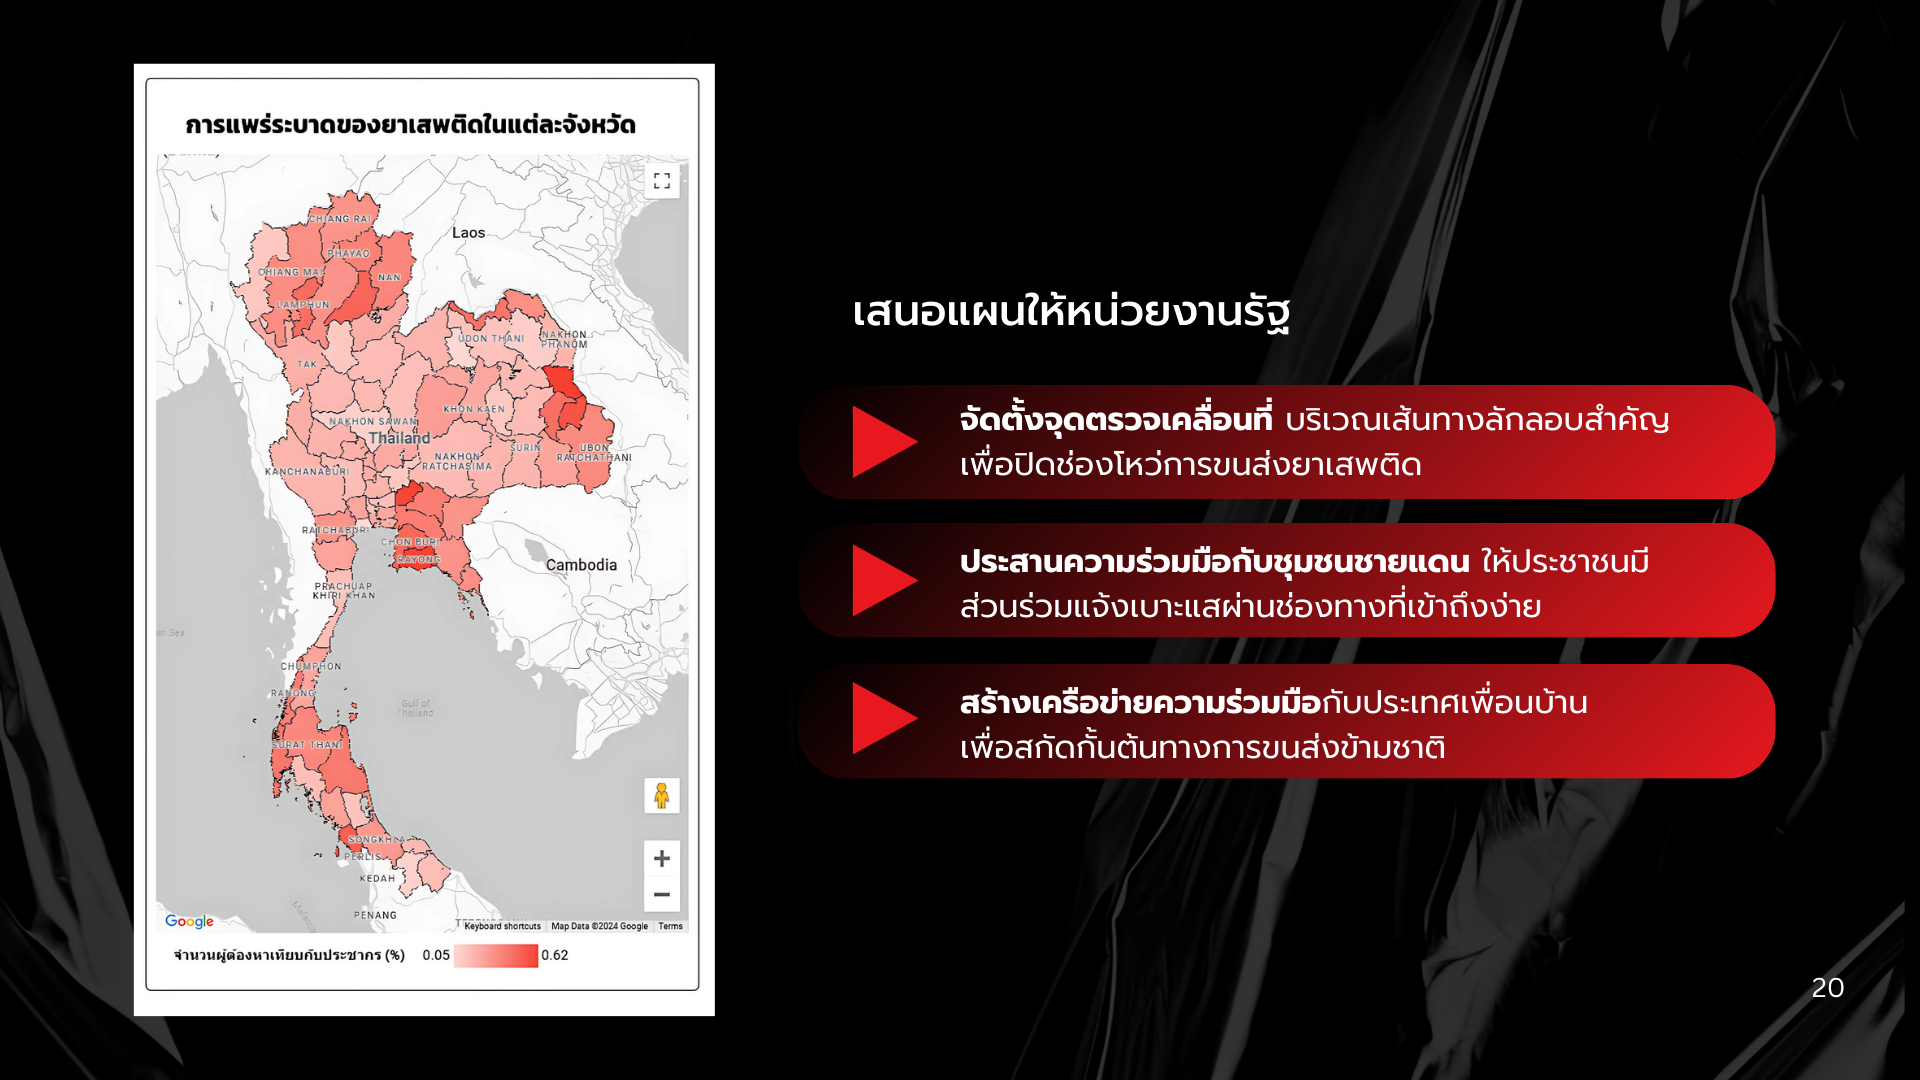 การแพร่ระบาดของยาเสพติดในแต่ละจังหวัด
CHIANG RAI
Laos
PHAYAO
CHIANG MAI
NAN
LAMPHUN
UDON THANI
NAKHON
PHANOM
TAK
KHON KAEN
NAKHON SAWAN
Thailand
SURIN
UBON
RATCHATHANI
NAKHON
RATCHASIMA
KANCHANABURI
RATCHABURI
CHON BURI
RAYONG
Cambodia
PRACHUAP
KHIRI KHAN
CHUMPHON
RANONG
Gulf of
Thailand
SURAT THANI
SONGKHLA
PERLIS
KEDAH
PENANG
Google
Keyboard shortcuts
Map Data ©2024 Google
Terms
จำนวนผู้ต้องหาเทียบกับประชากร (%) 0.05 0.62
เสนอแผนให้หน่วยงานรัฐ
จัดตั้งจุดตรวจเคลื่อนที่ บริเวณเส้นทางลักลอบสำคัญ
เพื่อปิดช่องโหว่การขนส่งยาเสพติด
ประสานความร่วมมือกับชุมชนชายแดน ให้ประชาชนมี
ส่วนร่วมแจ้งเบาะแสผ่านช่องทางที่เข้าถึงง่าย
สร้างเครือข่ายความร่วมมือกับประเทศเพื่อนบ้าน
เพื่อสกัดกั้นต้นทางการขนส่งข้ามชาติ
20